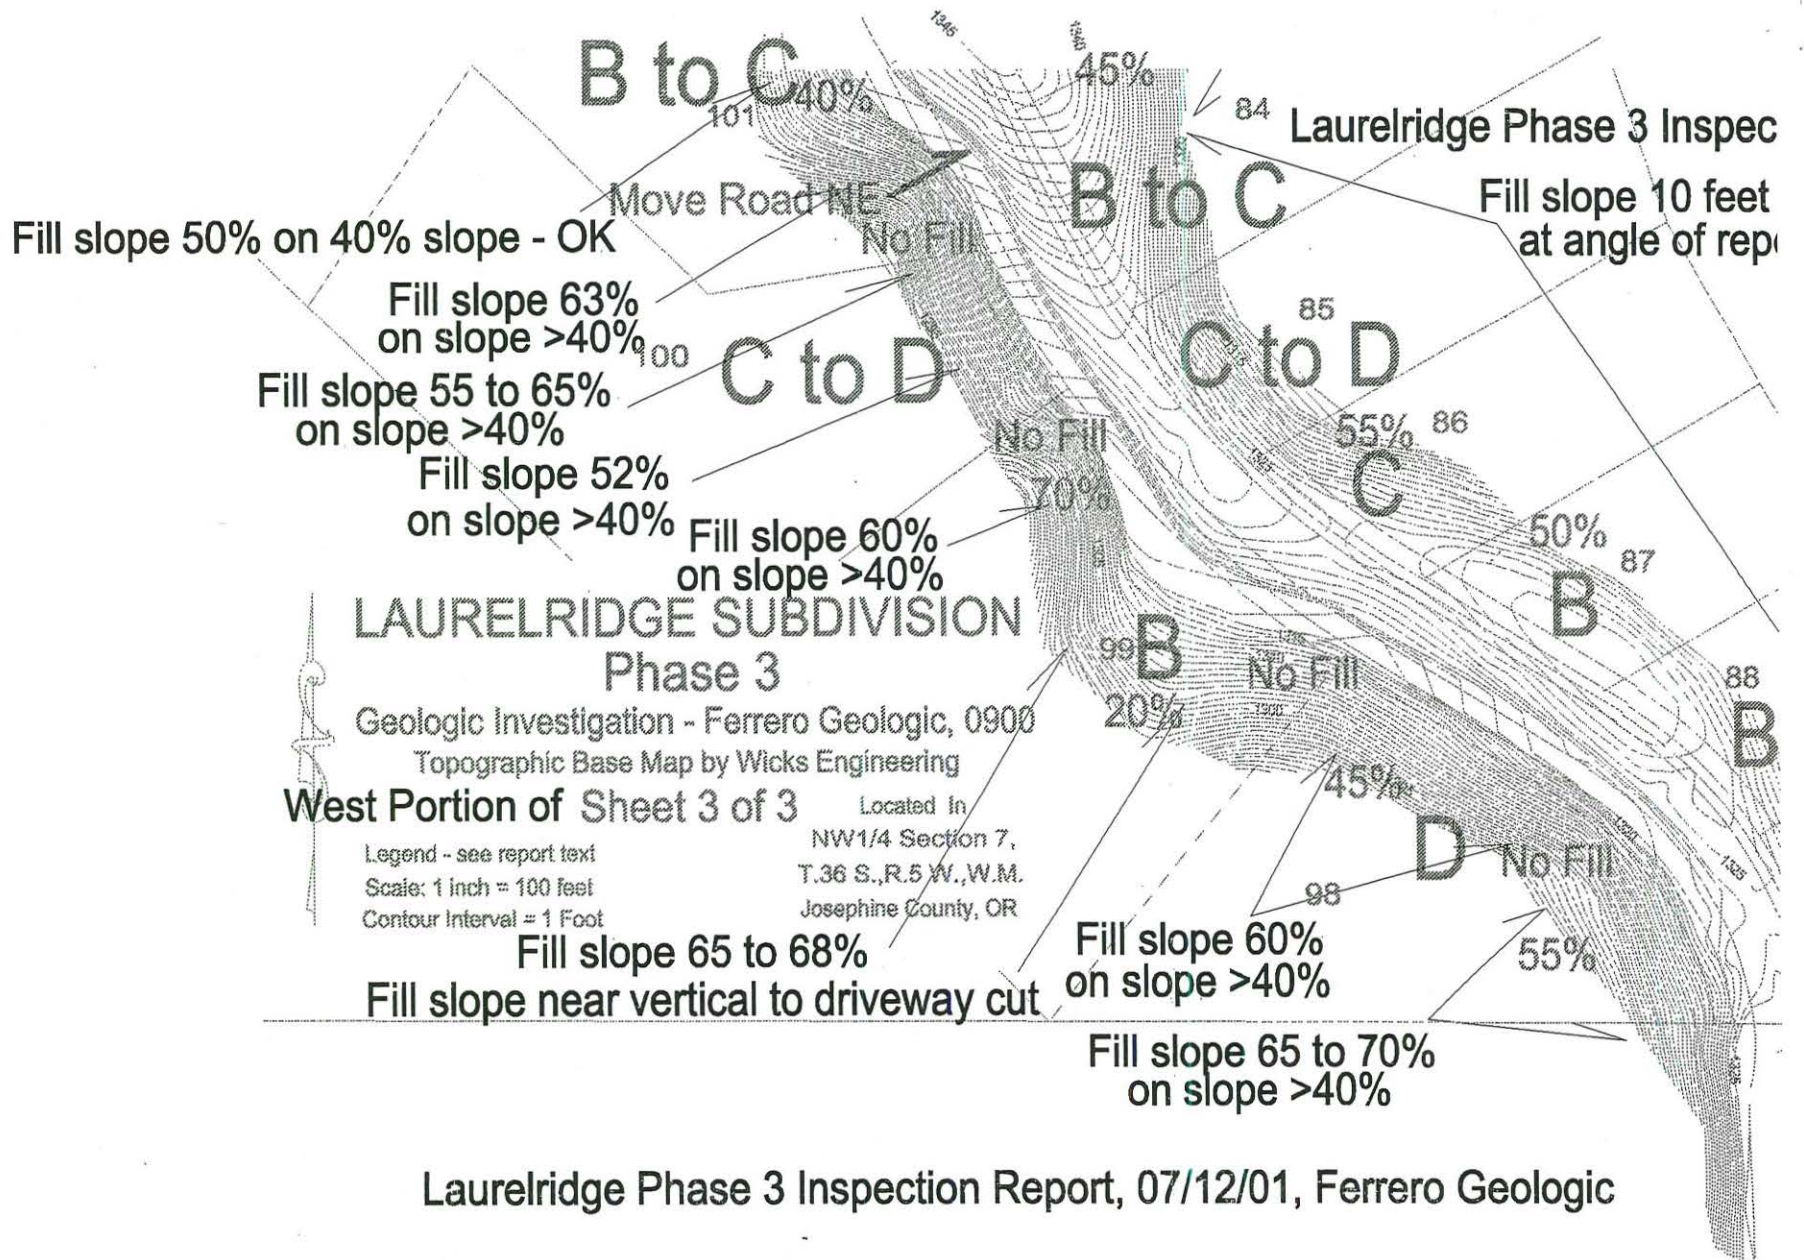 1345
B to C
40%
101
45%
84
Laurelridge Phase 3 Inspec
Move Road NE
B to C
Fill slope 10 feet
at angle of rep
Fill slope 50% on 40% slope - OK
No Fill
Fill slope 63%
on slope >40%
100
C to D
85
C to D
Fill slope 55 to 65%
on slope >40%
No Fill
55%
86
C
1325
Fill slope 52%
on slope >40%
70%
Fill slope 60%
on slope >40%
50%
87
B
LAURELRIDGE SUBDIVISION
Phase 3
99
B
No Fill
88
B
20%
1300
Geologic Investigation - Ferrero Geologic, 0900
Topographic Base Map by Wicks Engineering
West Portion of Sheet 3 of 3
45%
Located In
NW1/4 Section 7,
T.36 S.,R.5 W.,W.M.
Josephine County, OR
Legend - see report text
Scale: 1 inch = 100 feet
Contour Interval = 1 Foot
D
No Fill
1325
98
Fill slope 65 to 68%
Fill slope near vertical to driveway cut
Fill slope 60%
on slope >40%
55%
Fill slope 65 to 70%
on slope >40%
1325
Laurelridge Phase 3 Inspection Report, 07/12/01, Ferrero Geologic